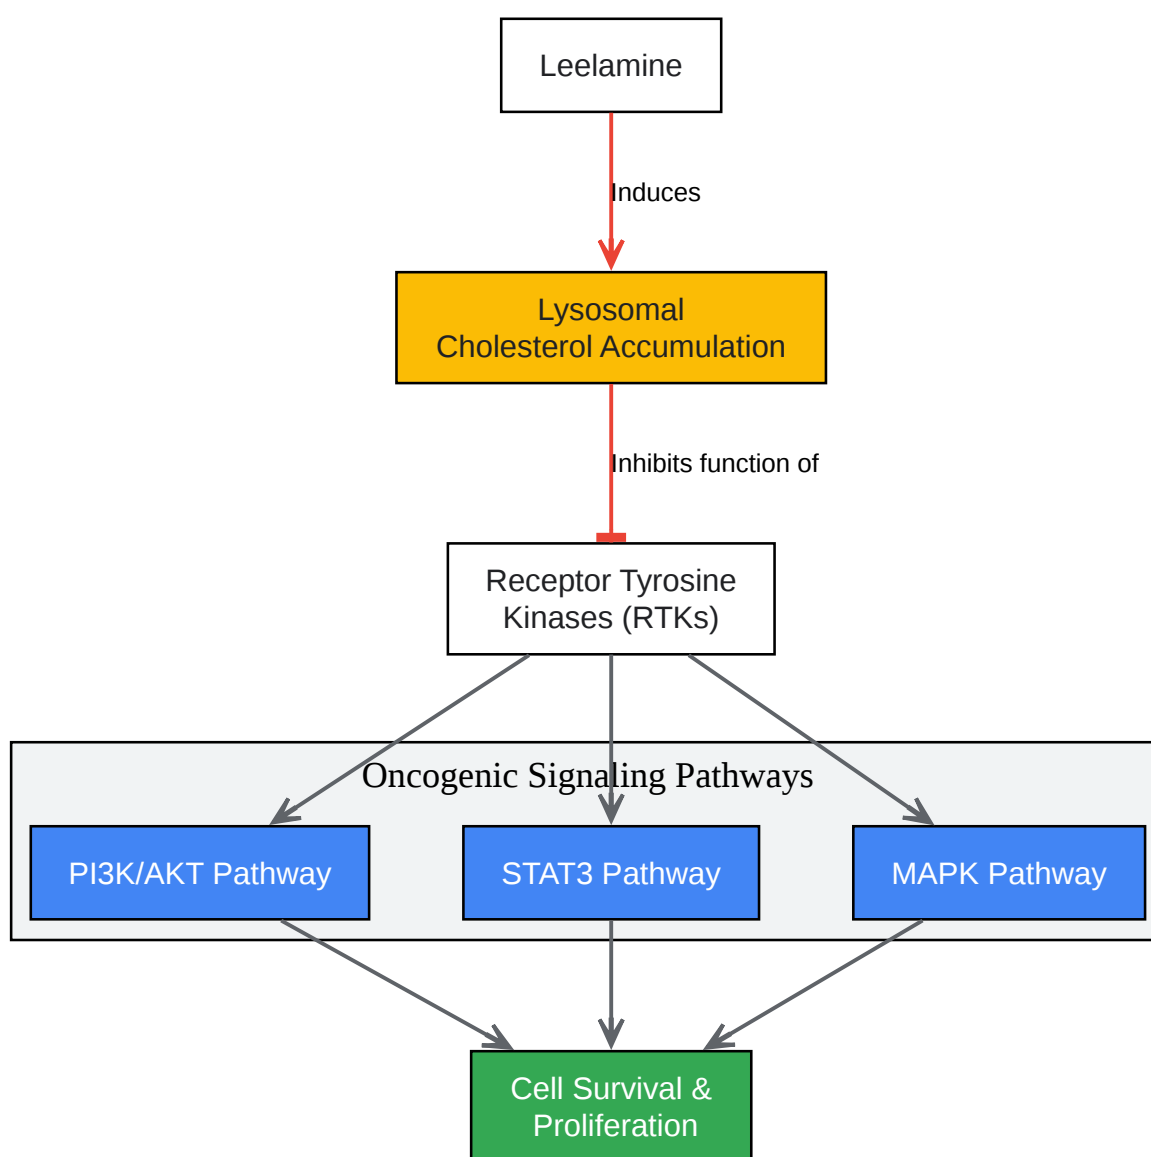 Leelamine
Induces
Lysosomal
Cholesterol Accumulation
Inhibits function of
Receptor Tyrosine
Kinases (RTKs)
Oncogenic Signaling Pathways
PI3K/AKT Pathway
STAT3 Pathway
MAPK Pathway
Cell Survival &
Proliferation